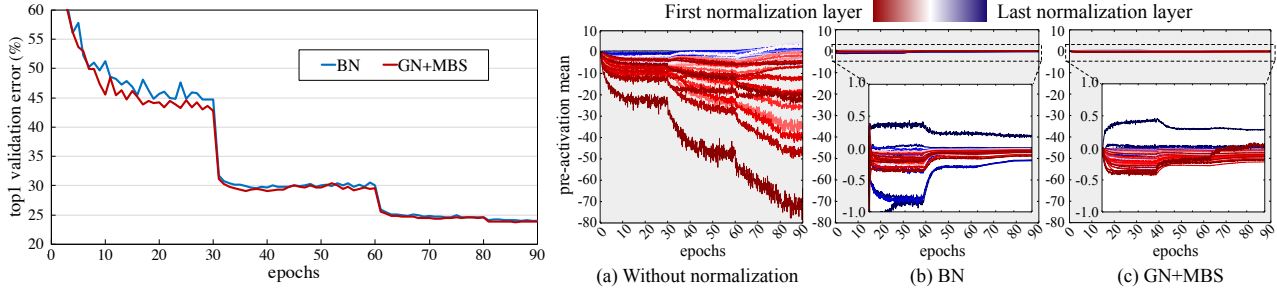 top1 validation error (%)
60
55
50
45
40
35
30
25
20
BN
GN+MBS
0 10 20 30 40 50 60 70 80 90
epochs
First normalization layer
Last normalization layer
pre-activation mean
10
0
-10
-20
-30
-40
-50
-60
-70
-80
0 10 20 30 40 50 60 70 80 90
epochs
(a) Without normalization
10
0
-10
-20
-30
-40
-50
-60
-70
-80
1.0
0.5
0.0
-0.5
-1.0
0 10 20 30 40 50 60 70 80 90
epochs
(b) BN
10
0
-10
-20
-30
-40
-50
-60
-70
-80
1.0
0.5
0.0
-0.5
-1.0
0 10 20 30 40 50 60 70 80 90
epochs
(c) GN+MBS